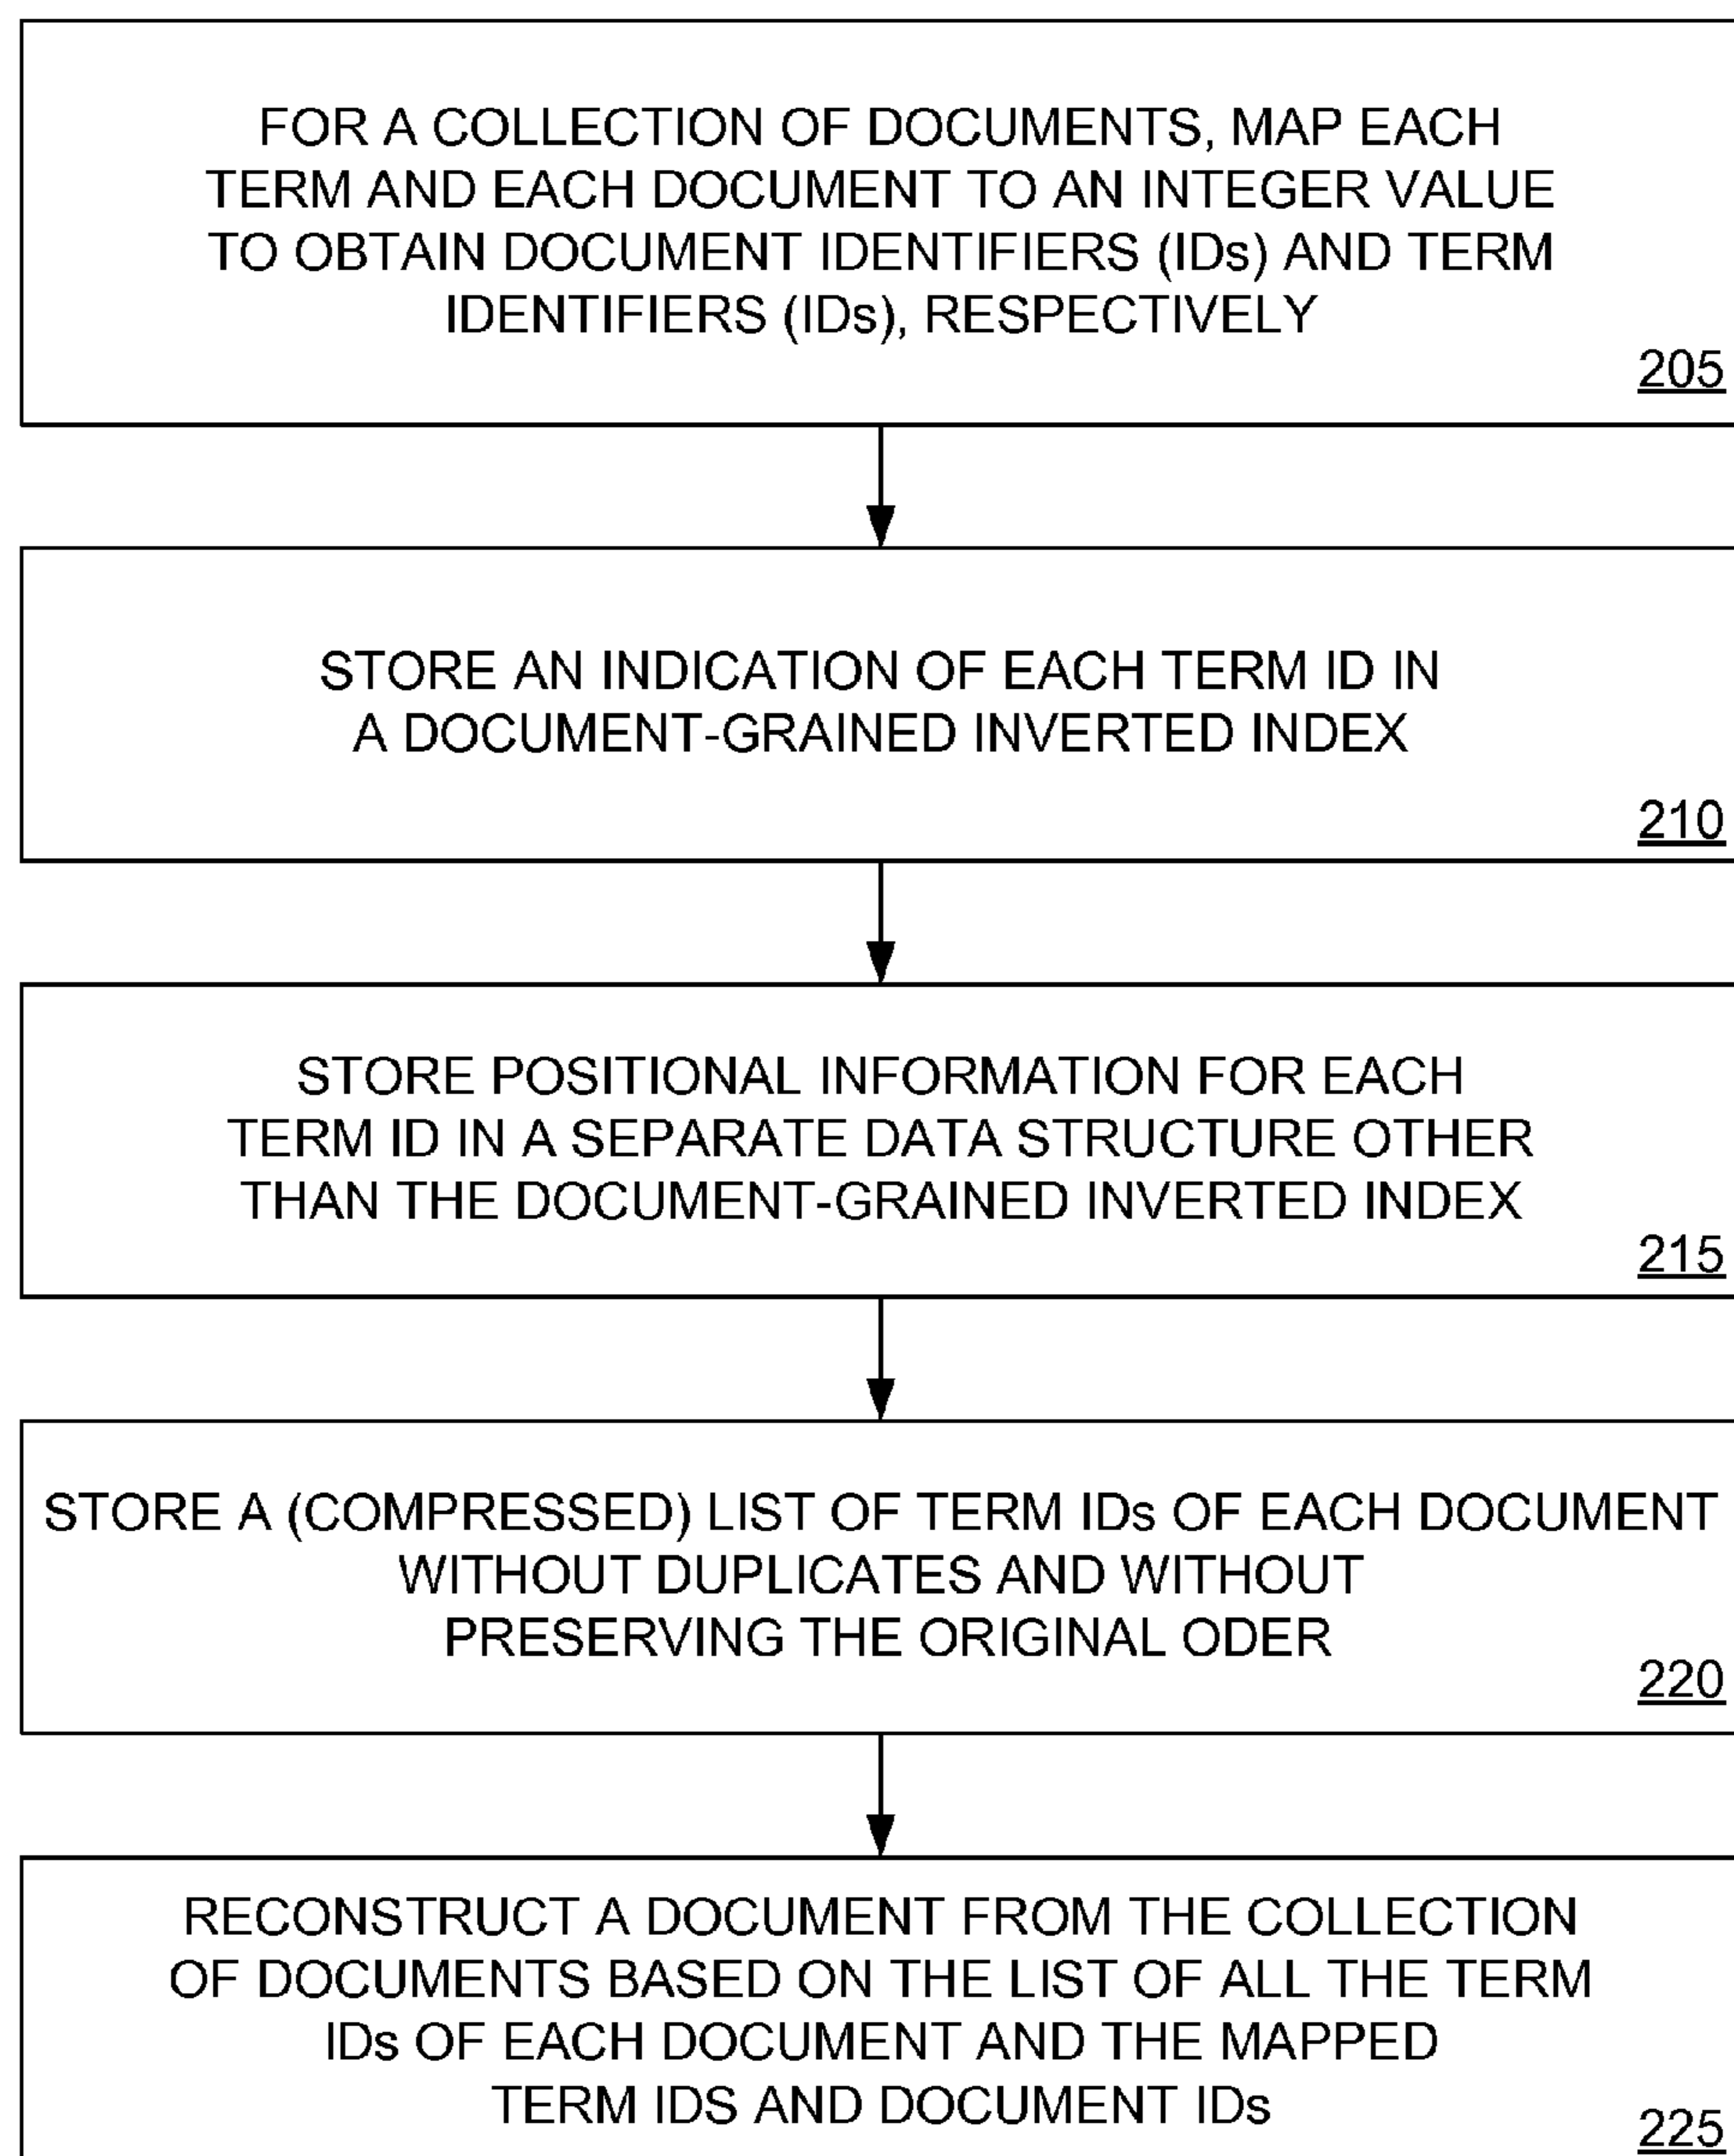 FOR A COLLECTION OF DOCUMENTS, MAP EACH
TERM AND EACH DOCUMENT TO AN INTEGER VALUE
TO OBTAIN DOCUMENT IDENTIFIERS (IDs) AND TERM
IDENTIFIERS (IDs), RESPECTIVELY
205
STORE AN INDICATION OF EACH TERM ID IN
A DOCUMENT-GRAINED INVERTED INDEX
210
STORE POSITIONAL INFORMATION FOR EACH
TERM ID IN A SEPARATE DATA STRUCTURE OTHER
THAN THE DOCUMENT-GRAINED INVERTED INDEX
215
STORE A (COMPRESSED) LIST OF TERM IDs OF EACH DOCUMENT
WITHOUT DUPLICATES AND WITHOUT
PRESERVING THE ORIGINAL ODER
220
RECONSTRUCT A DOCUMENT FROM THE COLLECTION
OF DOCUMENTS BASED ON THE LIST OF ALL THE TERM
IDs OF EACH DOCUMENT AND THE MAPPED
TERM IDS AND DOCUMENT IDs
225